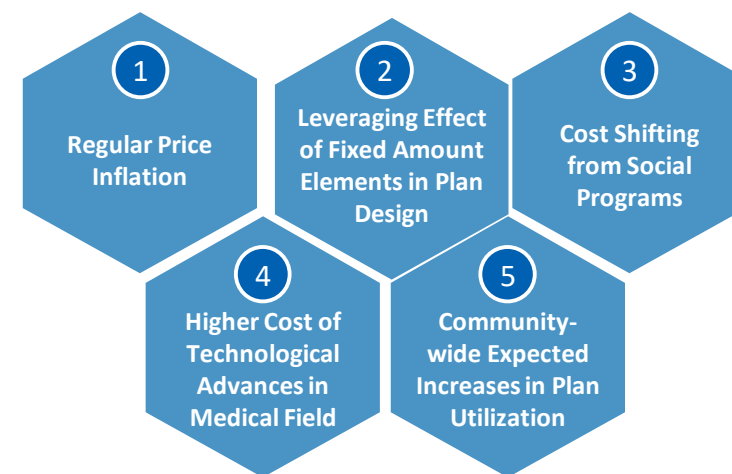 1
Regular Price
Inflation
2
Leveraging Effect
of Fixed Amount
Elements in Plan
Design
3
Cost Shifting
from Social
Programs
4
Higher Cost of
Technological
Advances in
Medical Field
5
Community-
wide Expected
Increases in Plan
Utilization